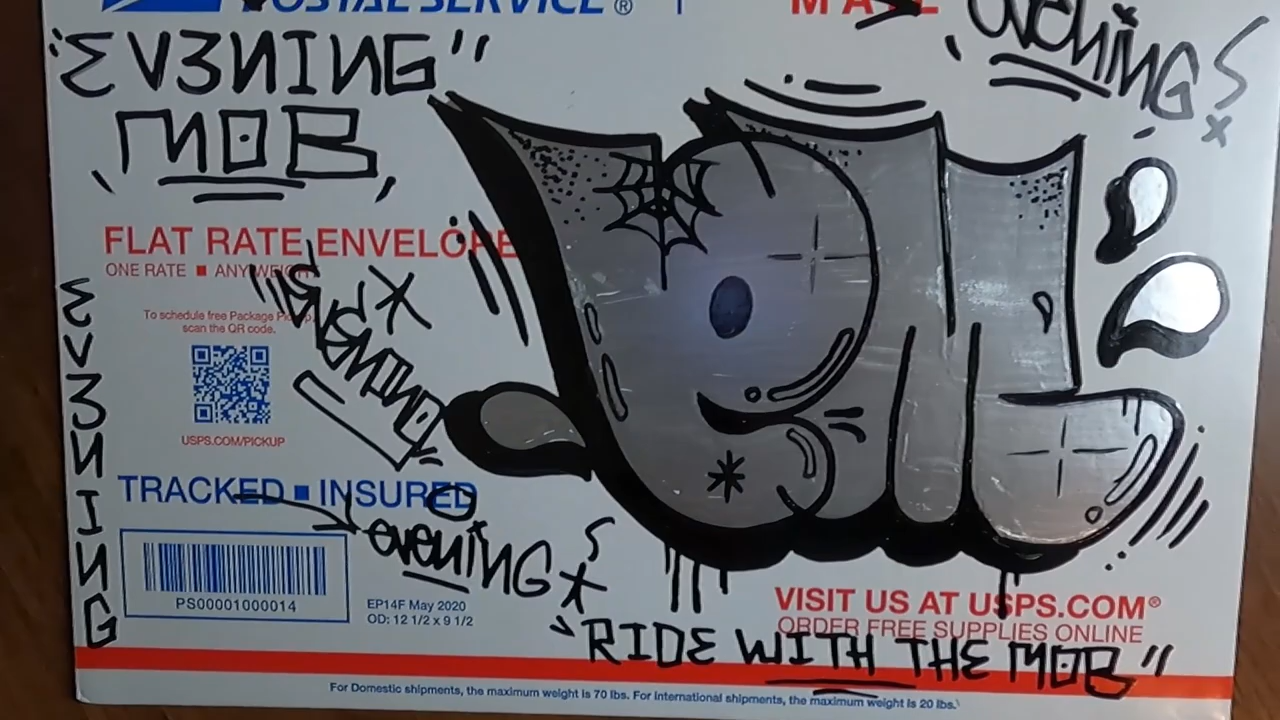 POSTAL SERVICE®
MAIL
evening
"EV3NING"
MOB
FLAT RATE ENVELOPE
ONE RATE ■ ANY WEIGHT
To schedule free Package Pickup,
scan the QR code.
EVENING
EV3NING
USPS.COM/PICKUP
TRACKED ■ INSURED
evening
PS00001000014
EP14F May 2020
OD: 12 1/2 x 9 1/2
VISIT US AT USPS.COM®
ORDER FREE SUPPLIES ONLINE
"RIDE WITH THE MOB"
For Domestic shipments, the maximum weight is 70 lbs. For International shipments, the maximum weight is 20 lbs.